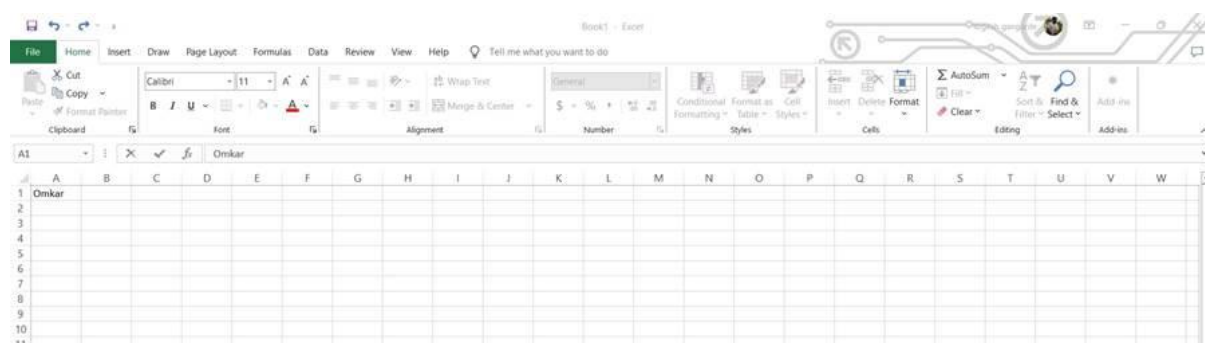 Book1 - Excel
File Home Insert Draw Page Layout Formulas Data Review View Help Tell me what you want to do
Paste
Cut
Copy
Format Painter
Clipboard
Calibri 11 A A
B I U A
Font
Wrap Text
Merge & Center
Alignment
General
$ % ,
Number
Conditional Formatting
Format as Table
Cell Styles
Styles
Insert Delete Format
Cells
AutoSum
Fill
Clear
Sort & Filter
Find & Select
Editing
Add-ins
Add-ins
A1 fx Omkar
A B C D E F G H I J K L M N O P Q R S T U V W
1 Omkar
2
3
4
5
6
7
8
9
10